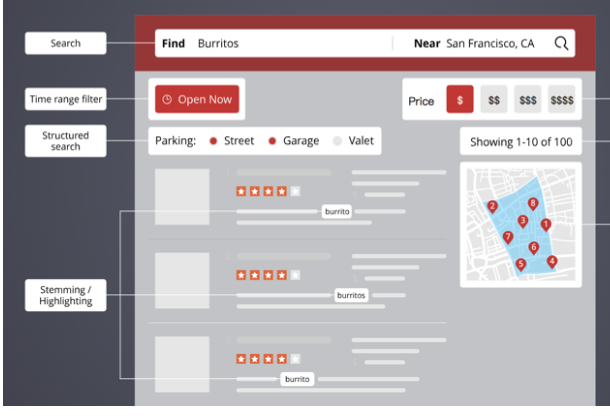 Search
Find Burritos
Near San Francisco, CA
Time range filter
Open Now
Price $ $$ $$$ $$$$
Structured
search
Parking: Street Garage Valet
Showing 1-10 of 100
burrito
2
8
3
1
7
6
5
4
Stemming /
Highlighting
burritos
burrito